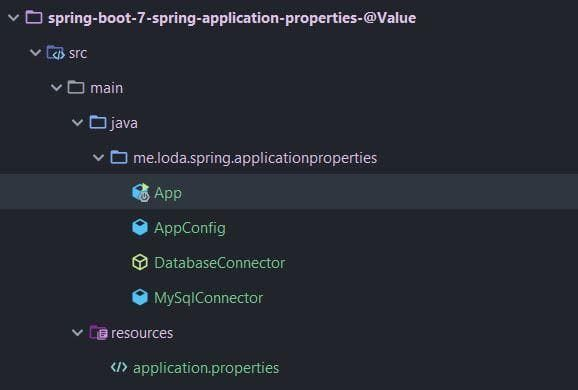 spring-boot-7-spring-application-properties-@Value
src
main
java
me.loda.spring.applicationproperties
App
AppConfig
DatabaseConnector
MySqlConnector
resources
application.properties